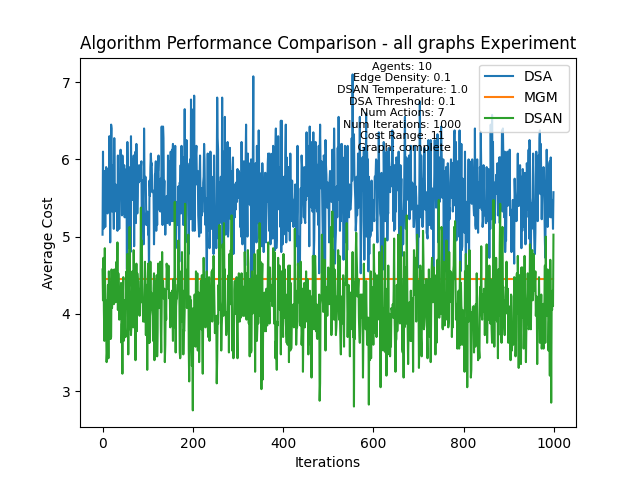 Algorithm Performance Comparison - all graphs Experiment
Agents: 10
Edge Density: 0.1
DSAN Temperature: 1.0
DSA Threshold: 0.1
Num Actions: 7
Num Iterations: 1000
Cost Range: 11
Graph: complete
DSA
MGM
DSAN
Average Cost
7
6
5
4
3
0
200
400
600
800
1000
Iterations